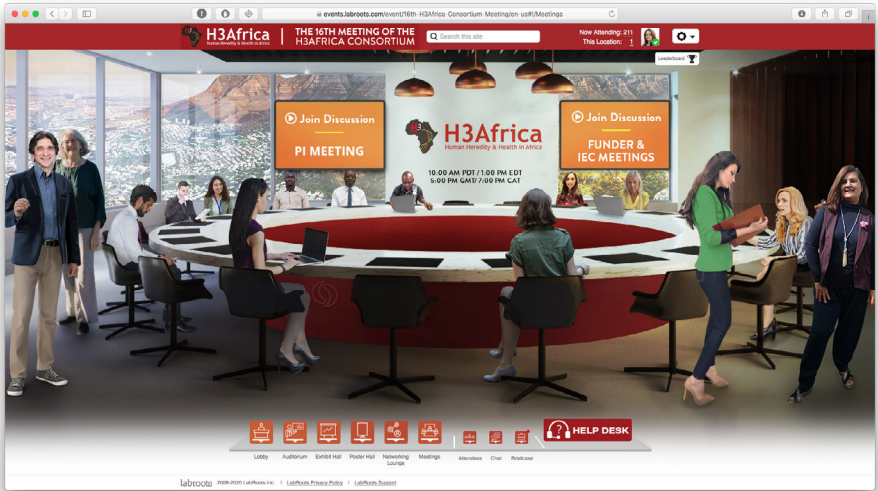 events.labroots.com/event/16th-H3Africa-Consortium-Meeting/en-us#!/Meetings
H3Africa
Human Heredity & Health in Africa
THE 16TH MEETING OF THE
H3AFRICA CONSORTIUM
Search this site
Now Attending: 211
This Location: 1
Leaderboard
Join Discussion
PI MEETING
H3Africa
Human Heredity & Health in Africa
10:00 AM PDT / 1:00 PM EDT
5:00 PM GMT/ 7:00 PM CAT
Join Discussion
FUNDER &
IEC MEETINGS
HELP DESK
Lobby
Auditorium
Exhibit Hall
Poster Hall
Networking
Lounge
Meetings
Attendees
Chat
Briefcase
labroots 2008-2020 LabRoots Inc. | LabRoots Privacy Policy | LabRoots Support